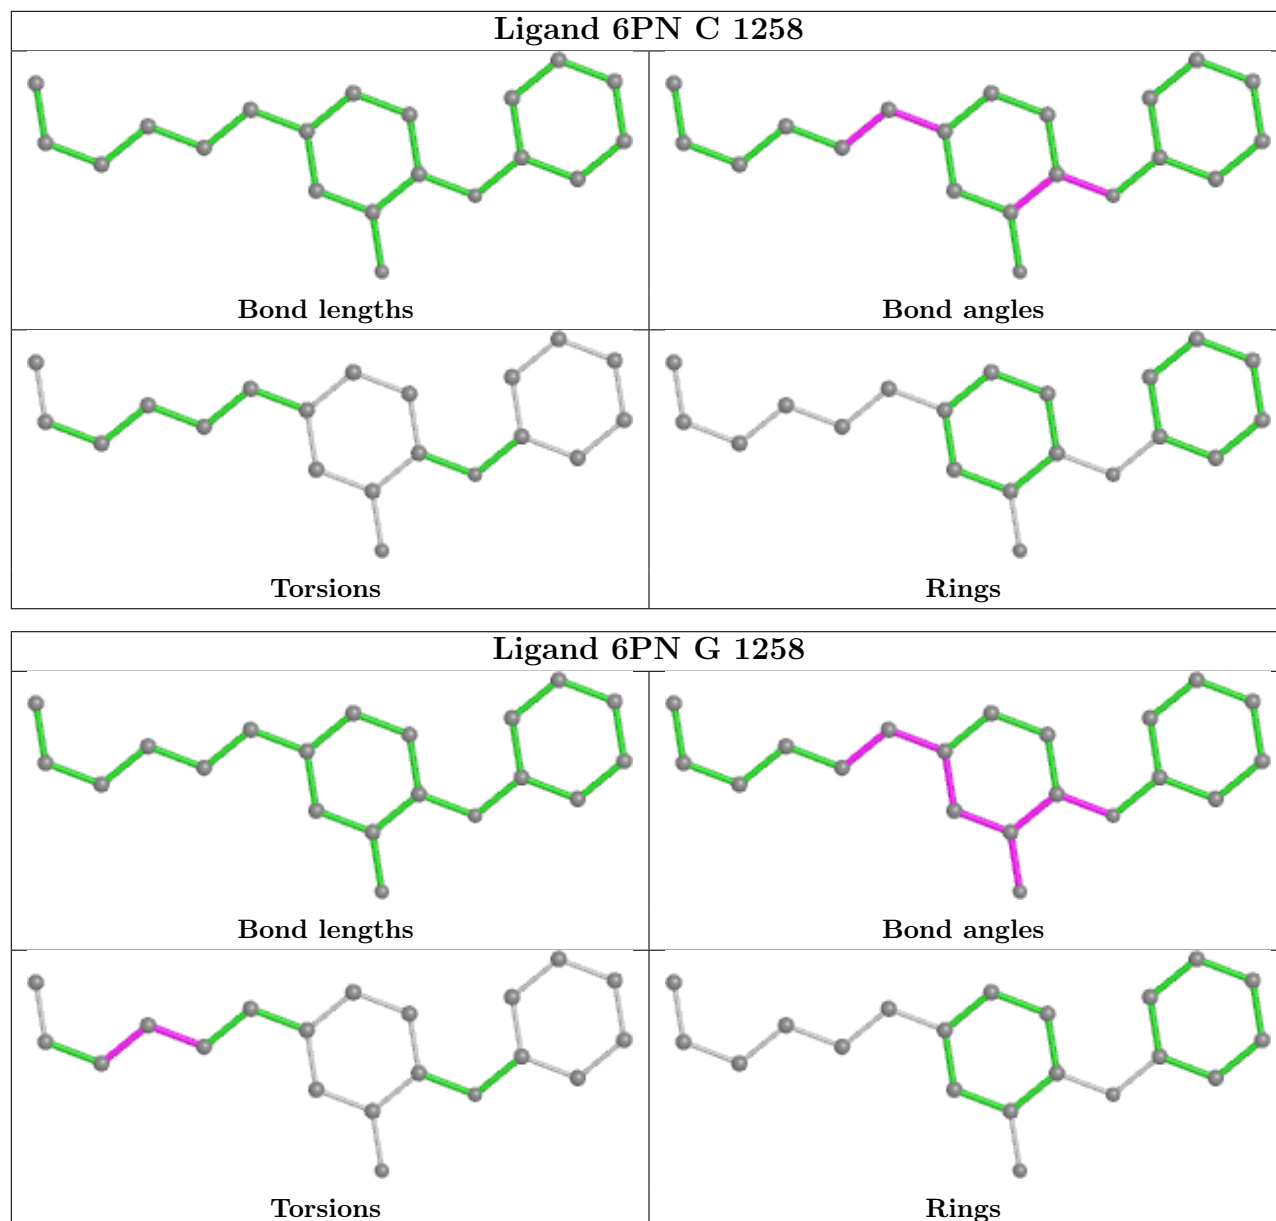 Ligand 6PN C 1258
Bond lengths
Bond angles
Torsions
Rings
Ligand 6PN G 1258
Bond lengths
Bond angles
Torsions
Rings